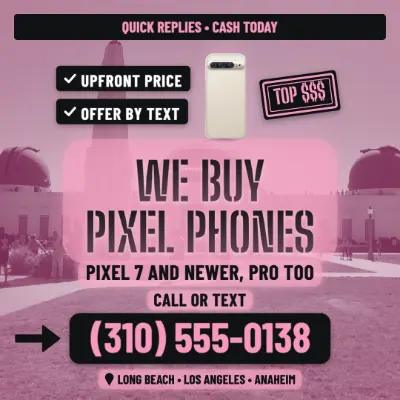 QUICK REPLIES • CASH TODAY
✓ UPFRONT PRICE
✓ OFFER BY TEXT
TOP $$$
WE BUY
PIXEL PHONES
PIXEL 7 AND NEWER, PRO TOO
CALL OR TEXT
(310) 555-0138
LONG BEACH • LOS ANGELES • ANAHEIM